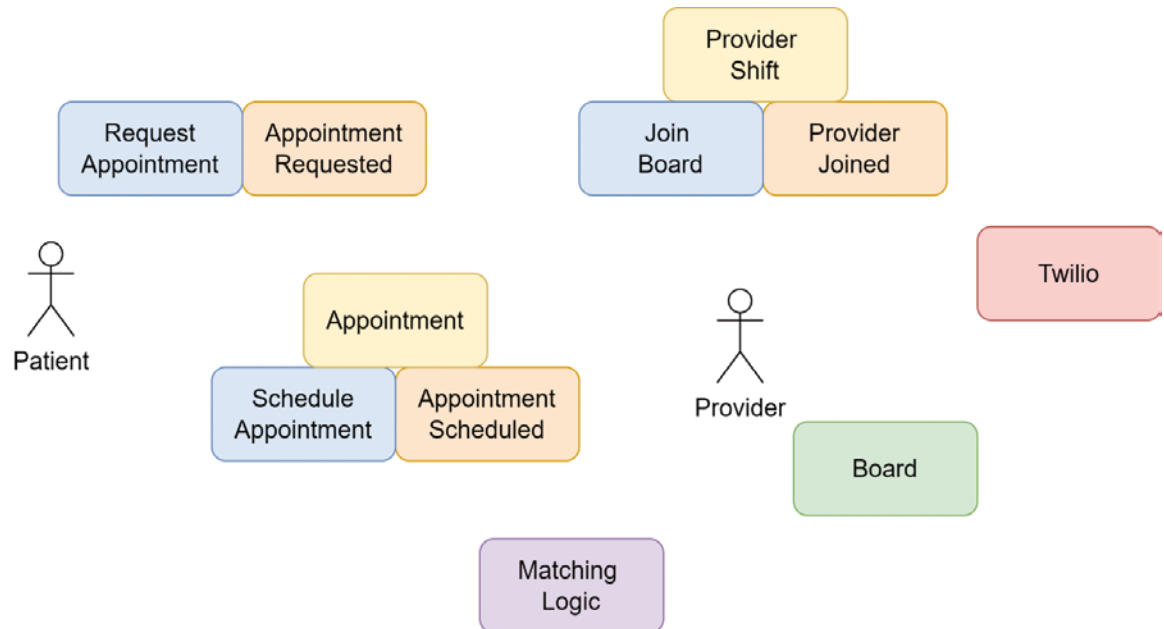 Provider
Shift
Request
Appointment
Appointment
Requested
Join
Board
Provider
Joined
Twilio
Appointment
Patient
Schedule
Appointment
Appointment
Scheduled
Provider
Board
Matching
Logic